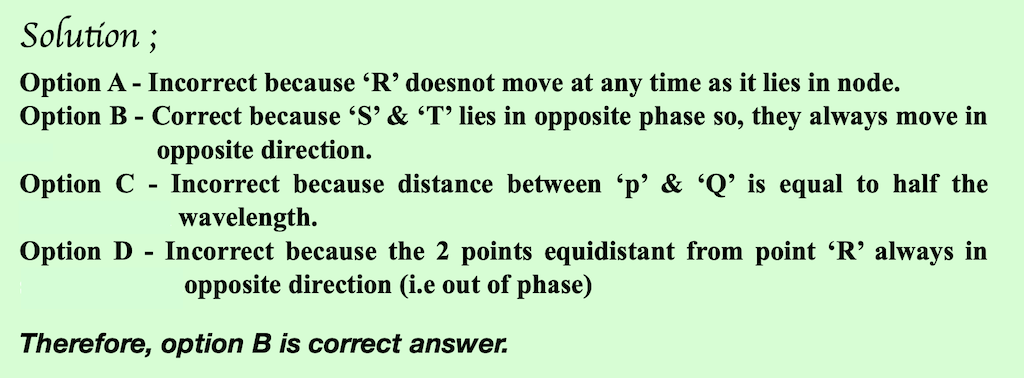 Solution ;
Option A - Incorrect because ‘R’ doesnot move at any time as it lies in node.
Option B - Correct because ‘S’ & ‘T’ lies in opposite phase so, they always move in
opposite direction.
Option C - Incorrect because distance between ‘p’ & ‘Q’ is equal to half the
wavelength.
Option D - Incorrect because the 2 points equidistant from point ‘R’ always in
opposite direction (i.e out of phase)
Therefore, option B is correct answer.